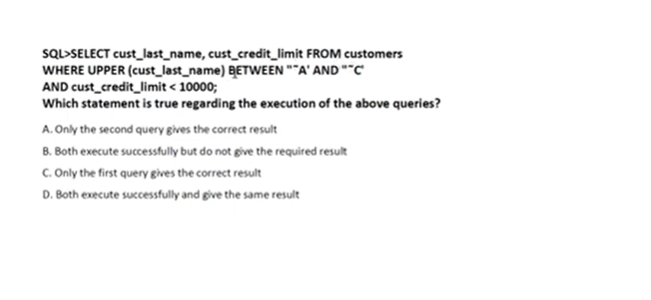 SQL>SELECT cust_last_name, cust_credit_limit FROM customers
WHERE UPPER (cust_last_name) BETWEEN "˜A' AND "˜C'
AND cust_credit_limit < 10000;
Which statement is true regarding the execution of the above queries?
A. Only the second query gives the correct result
B. Both execute successfully but do not give the required result
C. Only the first query gives the correct result
D. Both execute successfully and give the same result